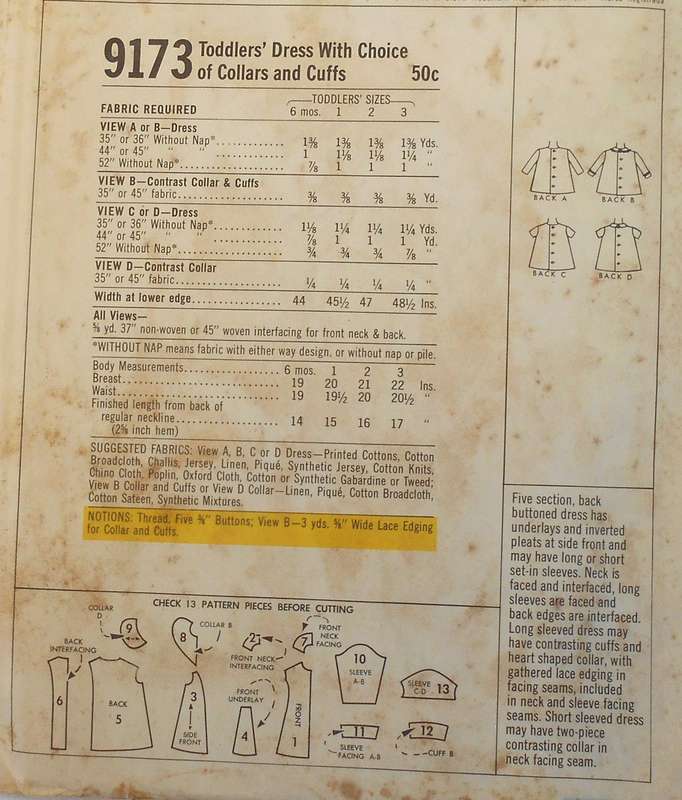 9173 Toddlers' Dress With Choice
of Collars and Cuffs 50c
TODDLERS' SIZES
FABRIC REQUIRED 6 mos. 1 2 3
VIEW A or B—Dress
35" or 36" Without Nap*.............. 1⅜ 1⅜ 1⅜ 1⅜ Yds.
44" or 45" " " .............. 1 1⅛ 1⅛ 1¼ "
52" Without Nap*.............. ⅞ 1 1 1 "
VIEW B—Contrast Collar & Cuffs
35" or 45" fabric.............. ⅜ ⅜ ⅜ ⅜ Yd.
VIEW C or D—Dress
35" or 36" Without Nap*.............. 1⅛ 1¼ 1¼ 1¼ Yds.
44" or 45" " " .............. ⅞ 1 1 1 Yd.
52" Without Nap*.............. ¾ ¾ ¾ ⅞ "
VIEW D—Contrast Collar
35" or 45" fabric.............. ¼ ¼ ¼ ¼ "
Width at lower edge.............. 44 45½ 47 48½ Ins.
All Views—
⅝ yd. 37" non-woven or 45" woven interfacing for front neck & back.
*WITHOUT NAP means fabric with either way design, or without nap or pile.
Body Measurements.............. 6 mos. 1 2 3
Breast.............. 19 20 21 22 Ins.
Waist.............. 19 19½ 20 20½ "
Finished length from back of
regular neckline.............. 14 15 16 17 "
(2⅝ inch hem)
SUGGESTED FABRICS: View A, B, C or D Dress—Printed Cottons, Cotton
Broadcloth, Challis, Jersey, Linen, Piqué, Synthetic Jersey, Cotton Knits,
Chino Cloth, Poplin, Oxford Cloth, Cotton or Synthetic Gabardine or Tweed;
View B Collar and Cuffs or View D Collar—Linen, Piqué, Cotton Broadcloth,
Cotton Sateen, Synthetic Mixtures.
NOTIONS: Thread, Five ⅜" Buttons; View B—3 yds. ⅝" Wide Lace Edging
for Collar and Cuffs.
BACK A
BACK B
BACK C
BACK D
Five section, back
buttoned dress has
underlays and inverted
pleats at side front and
may have long or short
set-in sleeves. Neck is
faced and interfaced, long
sleeves are faced and
back edges are interfaced.
Long sleeved dress may
have contrasting cuffs and
heart shaped collar, with
gathered lace edging in
facing seams, included
in neck and sleeve facing
seams. Short sleeved dress
may have two-piece
contrasting collar in
neck facing seam.
CHECK 13 PATTERN PIECES BEFORE CUTTING
COLLAR
D
9
8
COLLAR B
2
FRONT NECK
INTERFACING
7
FRONT
NECK
FACING
BACK
INTERFACING
6
BACK
5
3
SIDE
FRONT
FRONT
UNDERLAY
4
FRONT
1
10
SLEEVE
A-B
SLEEVE
C-D 13
11
SLEEVE
FACING A-B
12
CUFF B